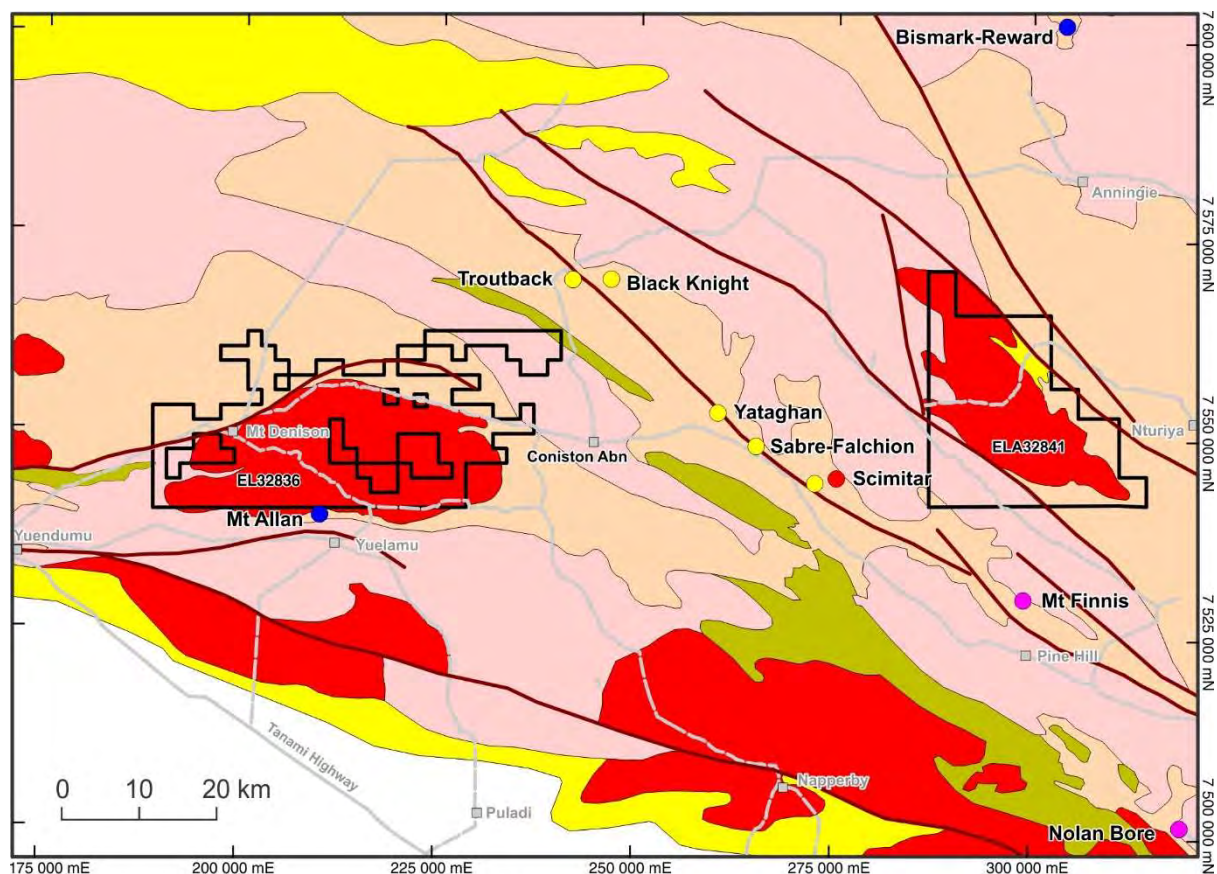 Bismark-Reward
7 600 000 mN
Anningie
7 575 000 mN
Troutback
Black Knight
Yataghan
Mt Denison
Sabre-Falchion
Nturiya
7 550 000 mN
ELA32841
Coniston Abn
EL32836
Scimitar
Mt Allan
Yuendumu
Yuelamu
Mt Finnis
7 525 000 mN
Pine Hill
Tanami Highway
Napperby
0 10 20 km
Puladi
Nolan Bore
7 500 000 mN
175 000 mE 200 000 mE 225 000 mE 250 000 mE 275 000 mE 300 000 mE